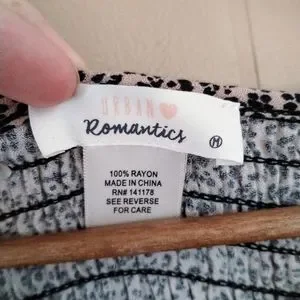 URBAN
Romantics
M
100% RAYON
MADE IN CHINA
RN# 141178
SEE REVERSE
FOR CARE